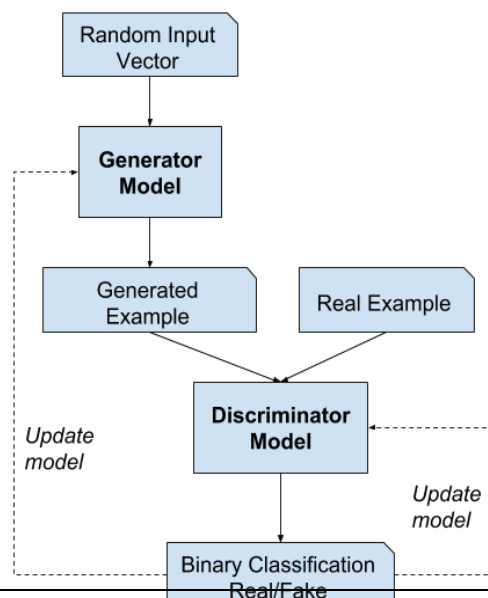 Random Input
Vector
Generator
Model
Generated
Example
Real Example
Discriminator
Model
Update
model
Update
model
Binary Classification
Real/Fake